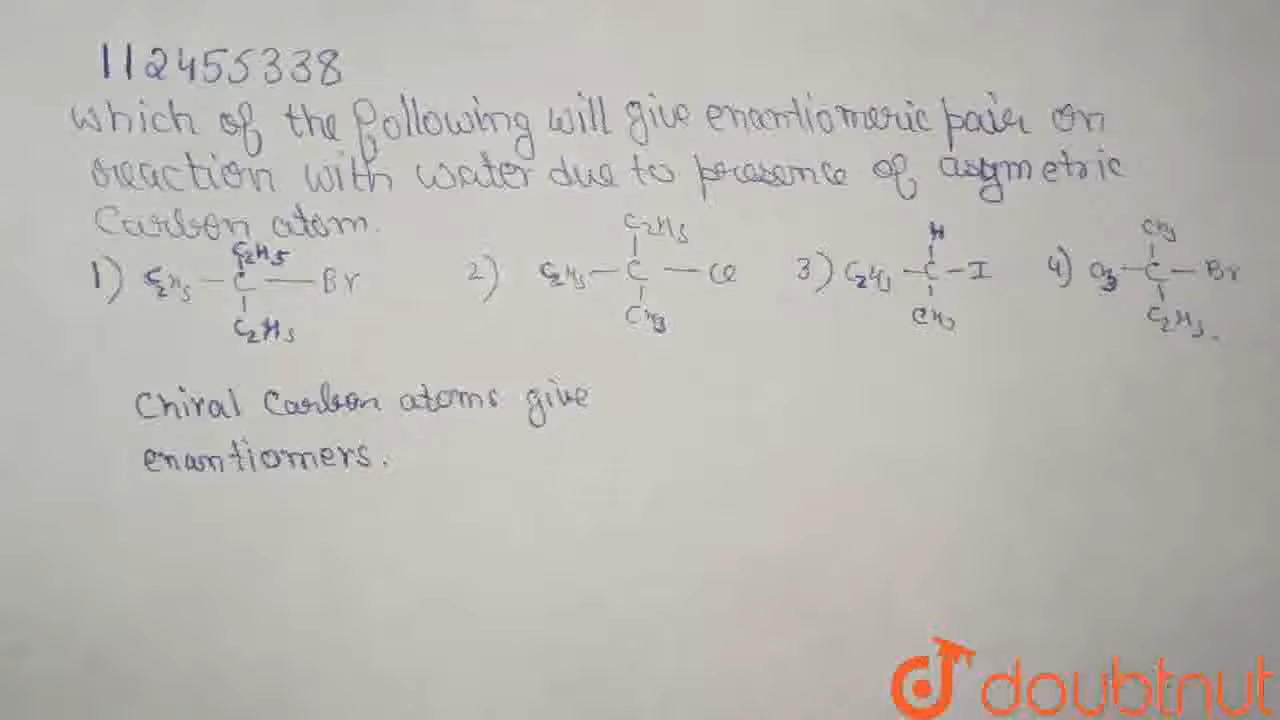 112455338
Which of the following will give enantiomeric pair on
reaction with water due to presence of asymetric
Carbon atom.
1) C2H5 - C - Br C2H5 C2H5
2) C2H5 - C - Cl C2H5 CH3
3) C2H5 - C - I H CH3
4) CH3 - C - Br CH3 C2H5.
Chiral Carbon atoms give
enantiomers.
doubtnut